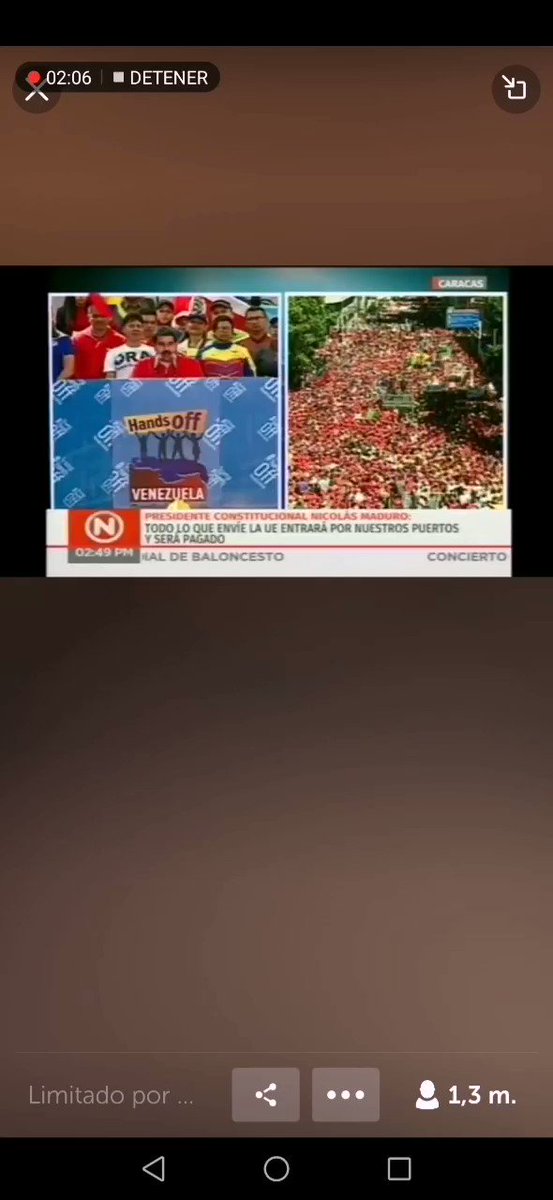 02:06
DETENER
CARACAS
ORA
Hands Off
VENEZUELA
N
02:49 PM
PRESIDENTE CONSTITUCIONAL NICOLÁS MADURO:
TODO LO QUE ENVÍE LA UE ENTRARÁ POR NUESTROS PUERTOS
Y SERÁ PAGADO
IAL DE BALONCESTO
CONCIERTO
Limitado por ...
1,3 m.